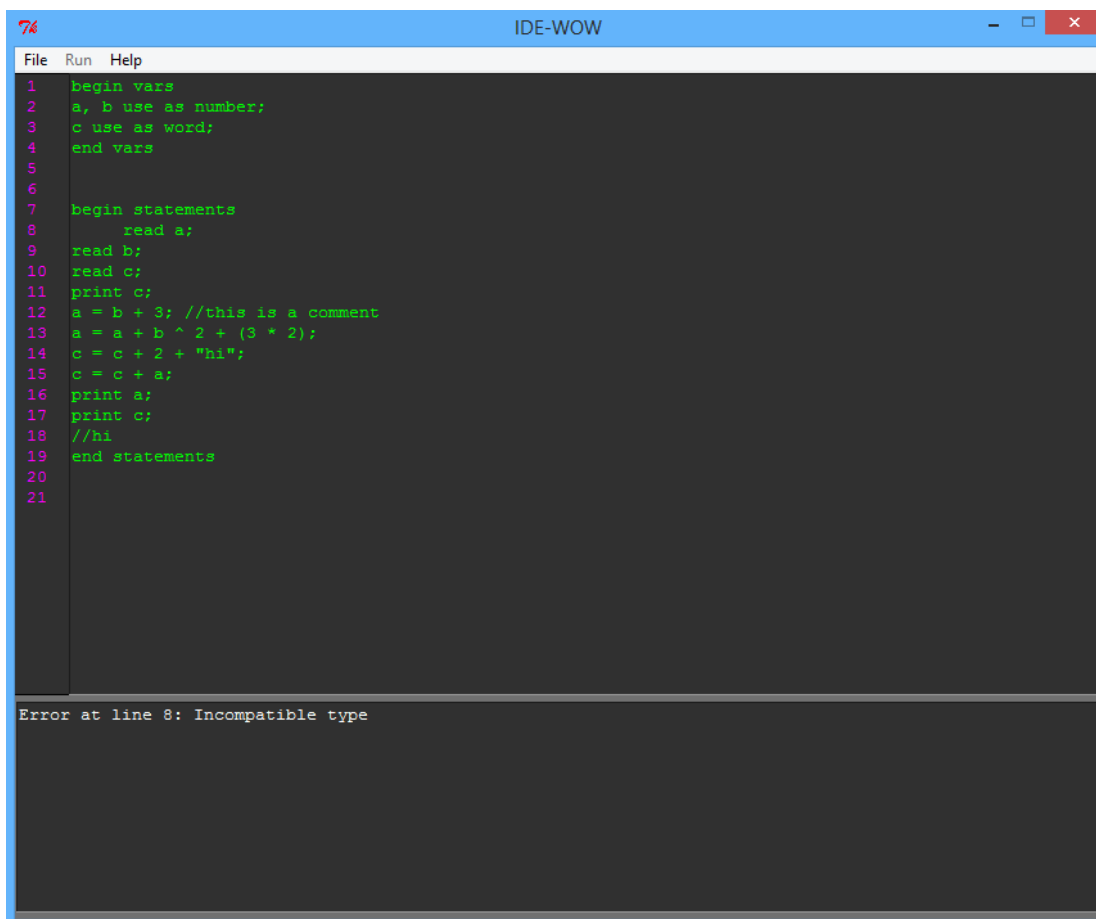 IDE-WOW
File Run Help
1 begin vars
2 a, b use as number;
3 c use as word;
4 end vars
5
6
7 begin statements
8 read a;
9 read b;
10 read c;
11 print c;
12 a = b + 3; //this is a comment
13 a = a + b ^ 2 + (3 * 2);
14 c = c + 2 + "hi";
15 c = c + a;
16 print a;
17 print c;
18 //hi
19 end statements
20
21
Error at line 8: Incompatible type